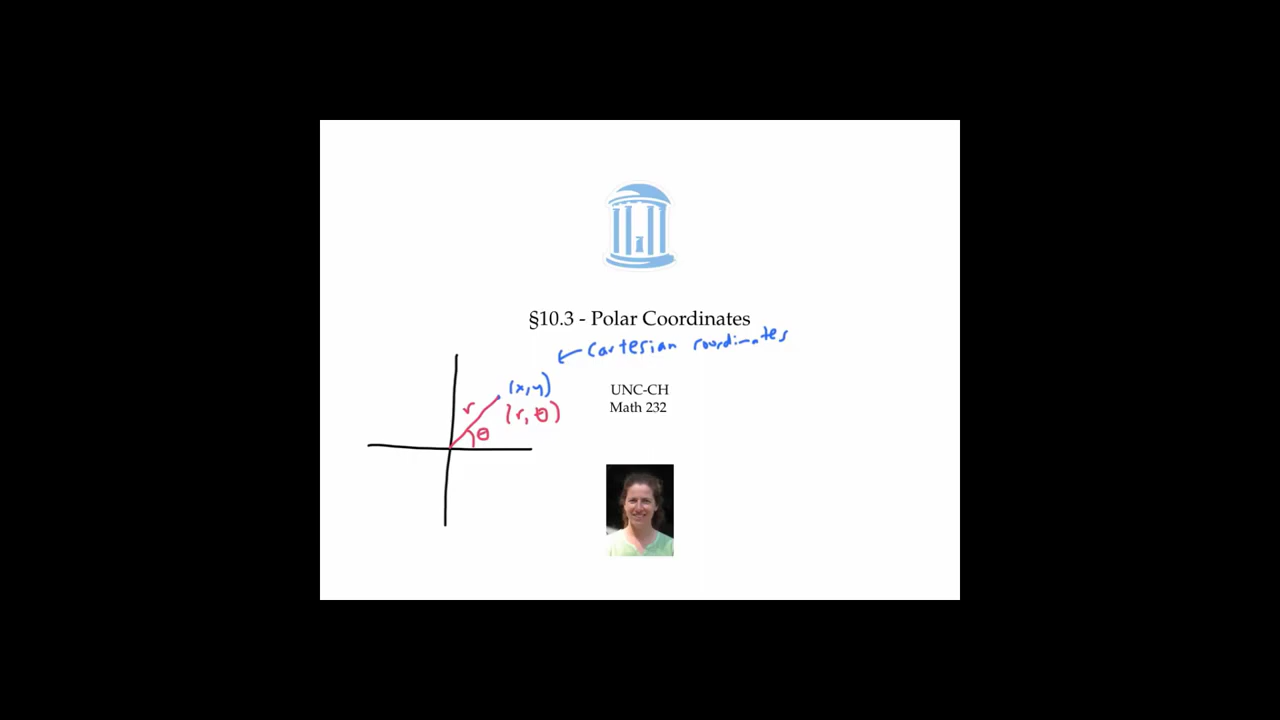 §10.3 - Polar Coordinates
← Cartesian coordinates
(x, y)
UNC-CH
r
(r, θ)
Math 232
θ